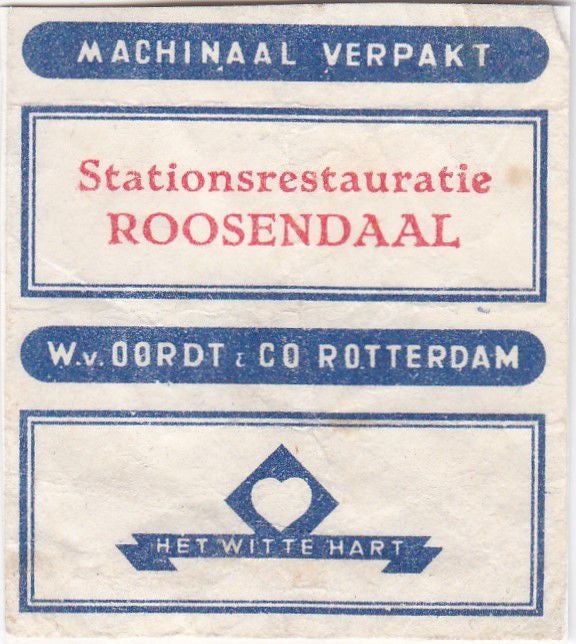 MACHINAAL VERPAKT
Stationsrestauratie
ROOSENDAAL
W.v. OORDT & CO ROTTERDAM
HET WITTE HART